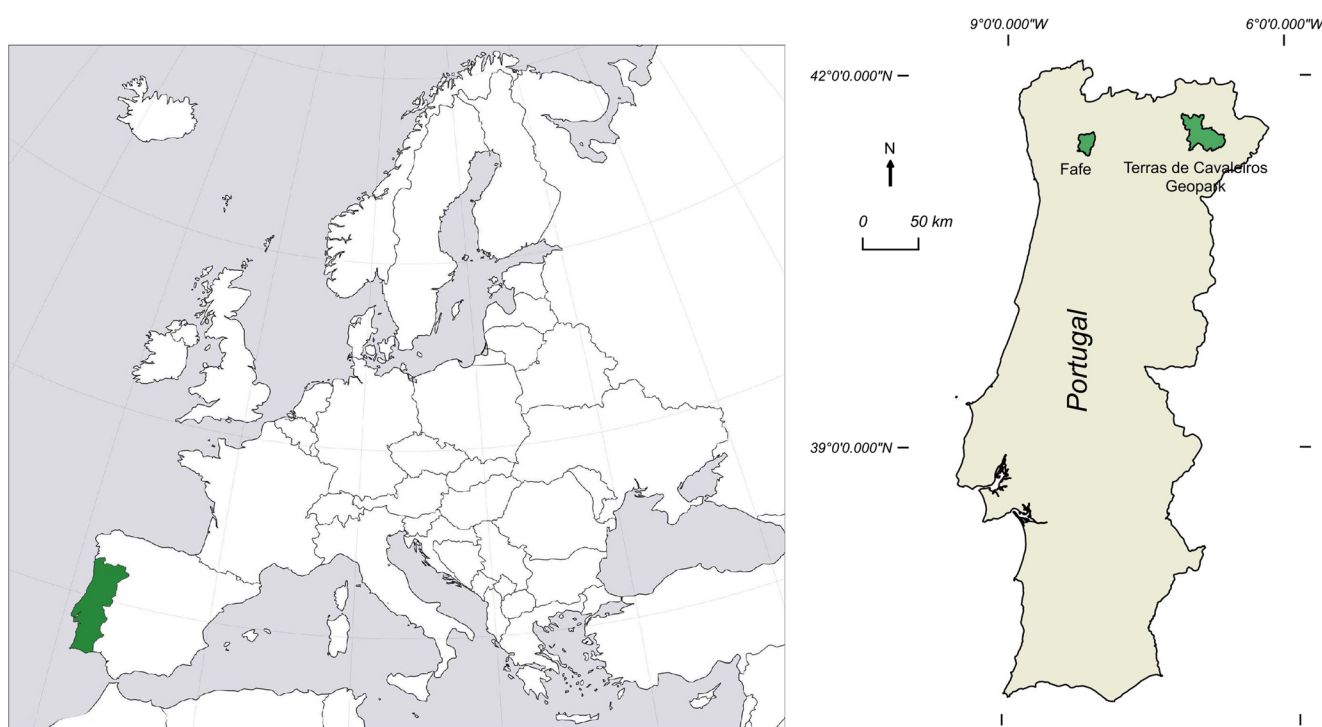 9°0'0.000"W
6°0'0.000"W
42°0'0.000"N
N
0 50 km
Fafe
Terras de Cavaleiros
Geopark
Portugal
39°0'0.000"N